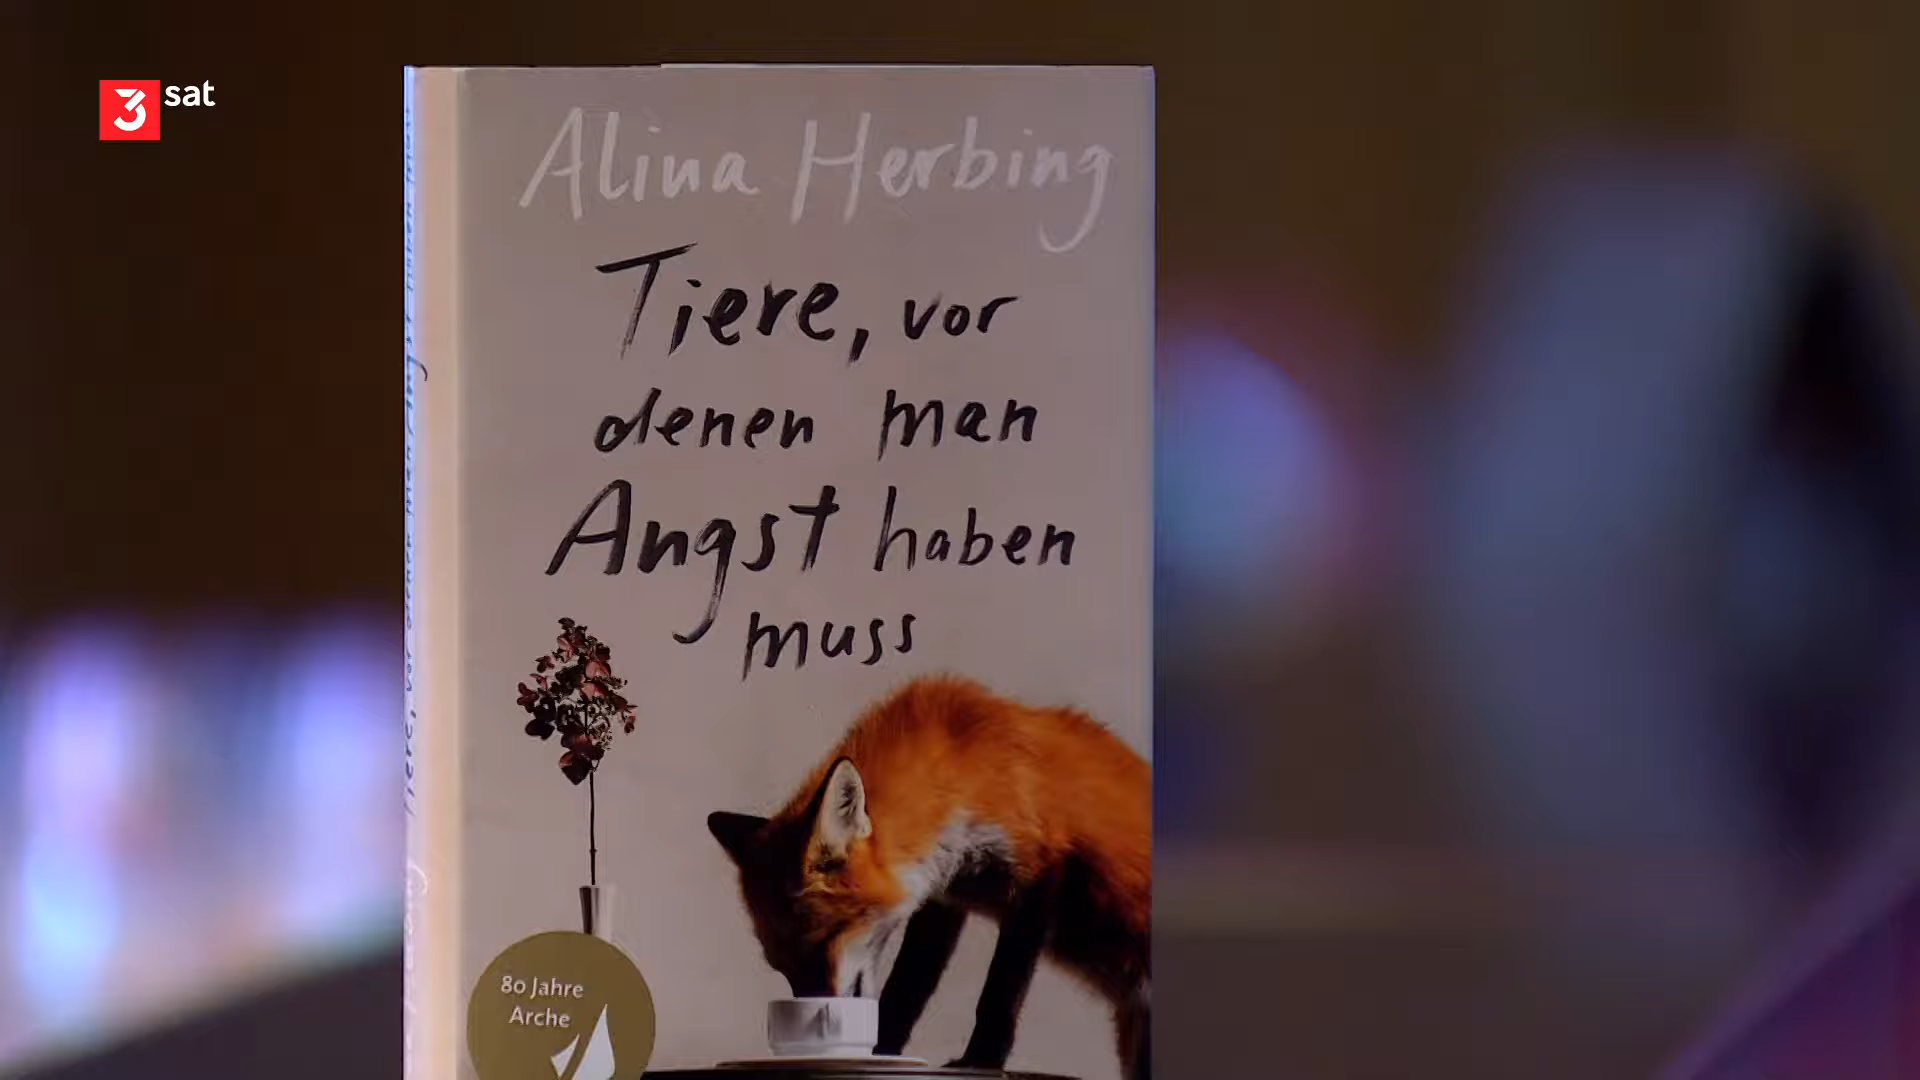 3sat
Alina Herbing
Tiere, vor
denen man
Angst haben
muss
80 Jahre
Arche